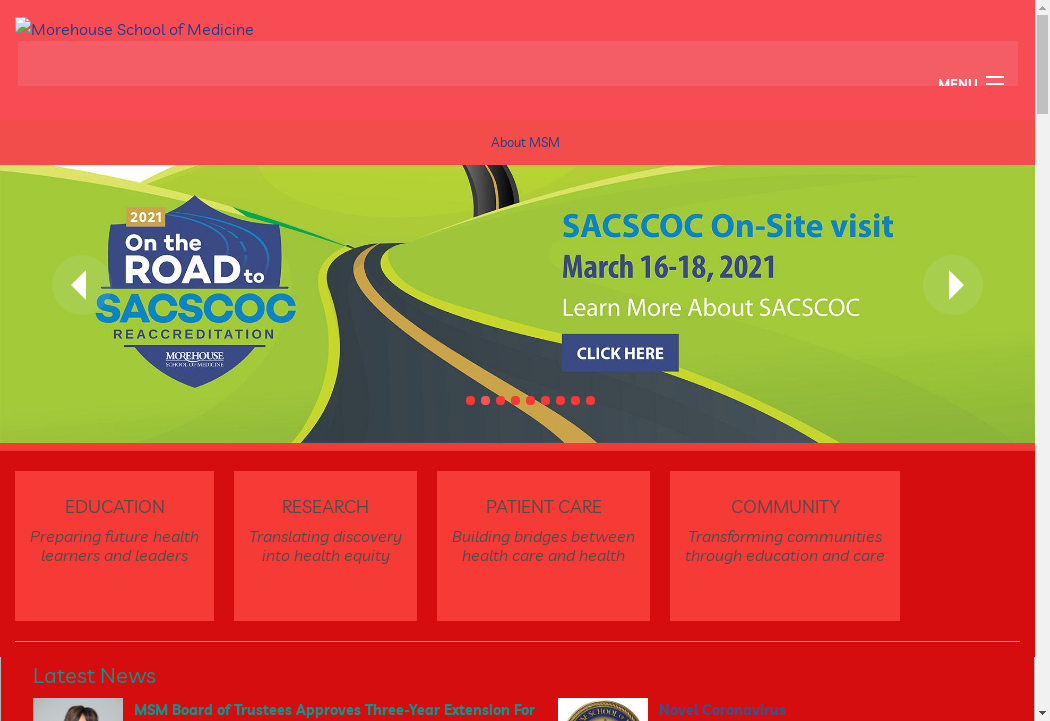 Morehouse School of Medicine
MENU
About MSM
2021
On the
ROAD to
SACSCOC
REACCREDITATION
MOREHOUSE
SCHOOL OF MEDICINE
SACSCOC On-Site visit
March 16-18, 2021
Learn More About SACSCOC
CLICK HERE
EDUCATION
Preparing future health
learners and leaders
RESEARCH
Translating discovery
into health equity
PATIENT CARE
Building bridges between
health care and health
COMMUNITY
Transforming communities
through education and care
Latest News
MSM Board of Trustees Approves Three-Year Extension For
Novel Coronavirus